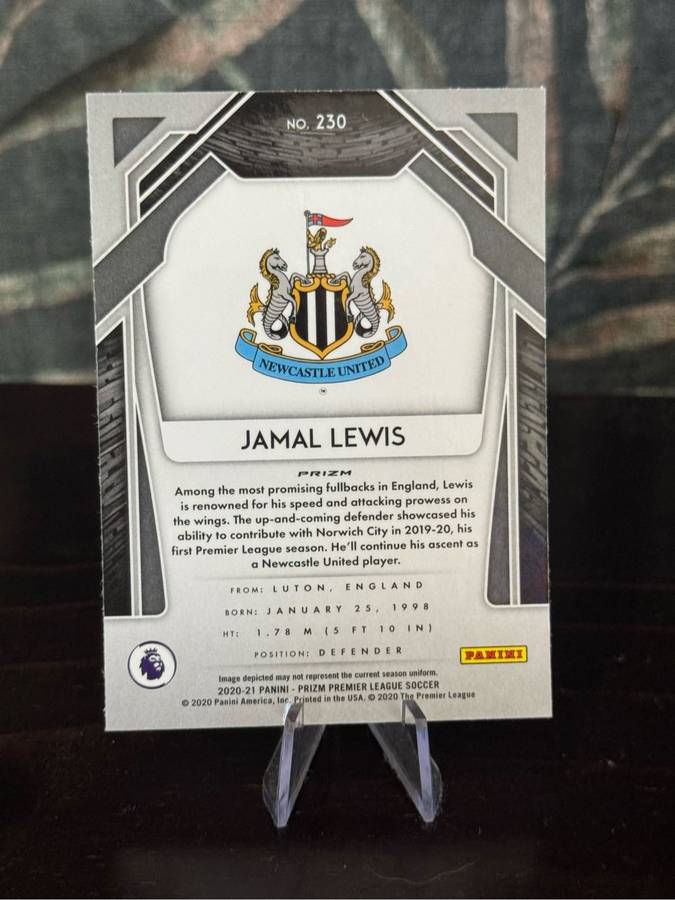 NO. 230
NEWCASTLE UNITED
TM
JAMAL LEWIS
PRIZM
Among the most promising fullbacks in England, Lewis
is renowned for his speed and attacking prowess on
the wings. The up-and-coming defender showcased his
ability to contribute with Norwich City in 2019-20, his
first Premier League season. He'll continue his ascent as
a Newcastle United player.
FROM: LUTON, ENGLAND
BORN: JANUARY 25, 1998
HT: 1.78 M (5 FT 10 IN)
POSITION: DEFENDER
PANINI
Image depicted may not represent the current season uniform.
2020-21 PANINI - PRIZM PREMIER LEAGUE SOCCER
© 2020 Panini America, Inc. Printed in the USA. © 2020 The Premier League